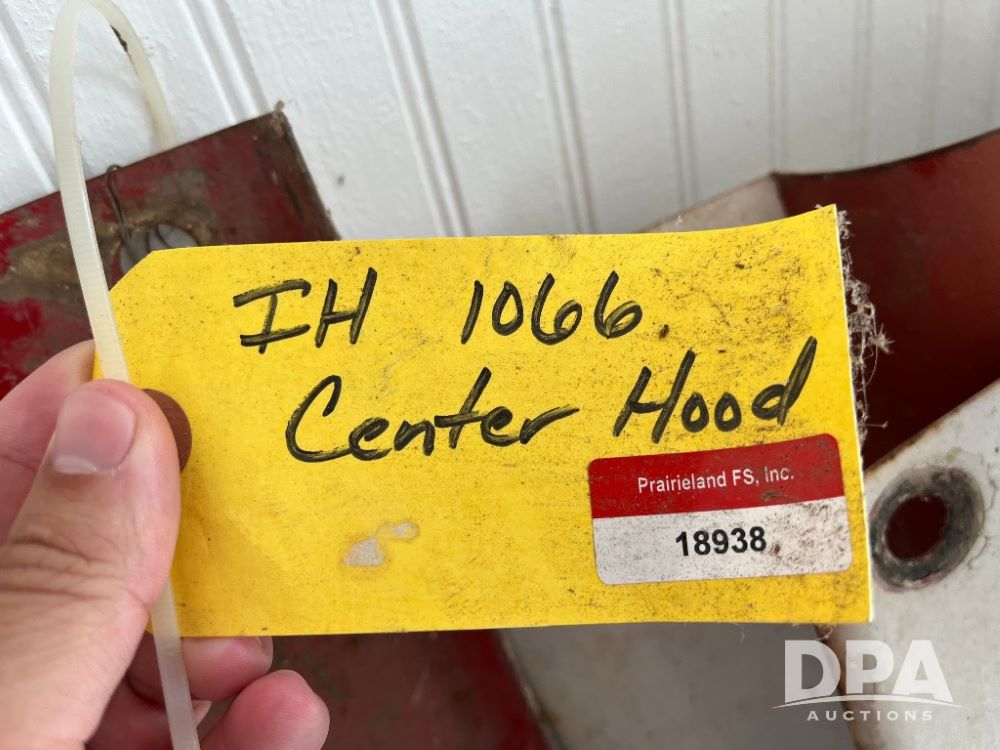 IH 1066
Center Hood
Prairieland FS, Inc.
18938
DPA
AUCTIONS